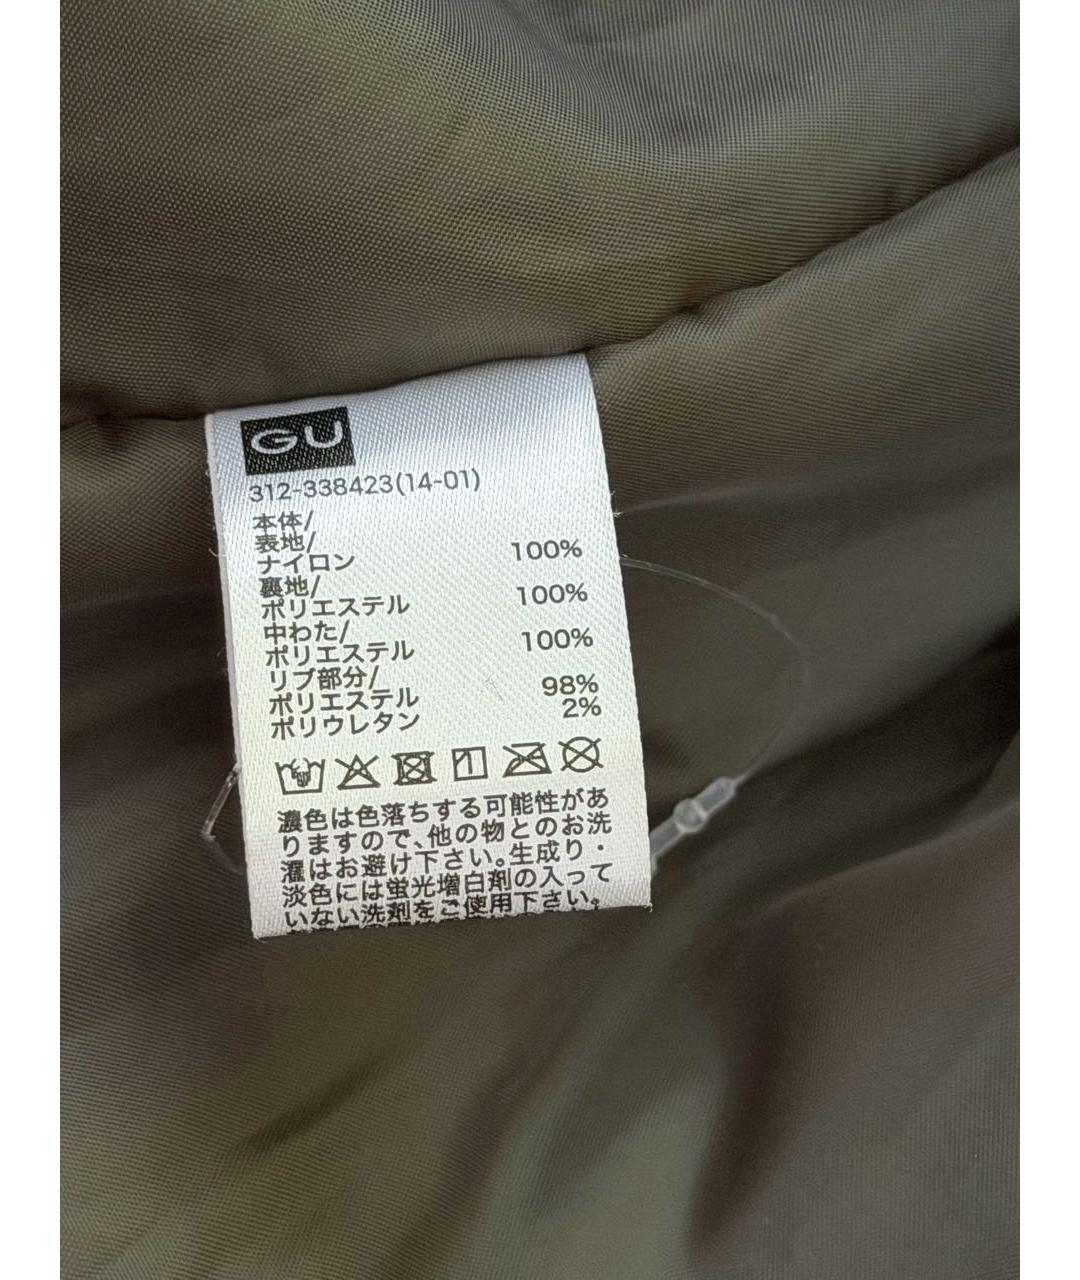 GU
312-338423(14-01)
本体/
表地/
ナイロン 100%
裏地/
ポリエステル 100%
中わた/
ポリエステル 100%
リブ部分/
ポリエステル 98%
ポリウレタン 2%
濃色は色落ちする可能性があ
りますので、他の物とのお洗
濯はお避け下さい。生成り・
淡色には蛍光増白剤の入って
いない洗剤をご使用下さい。